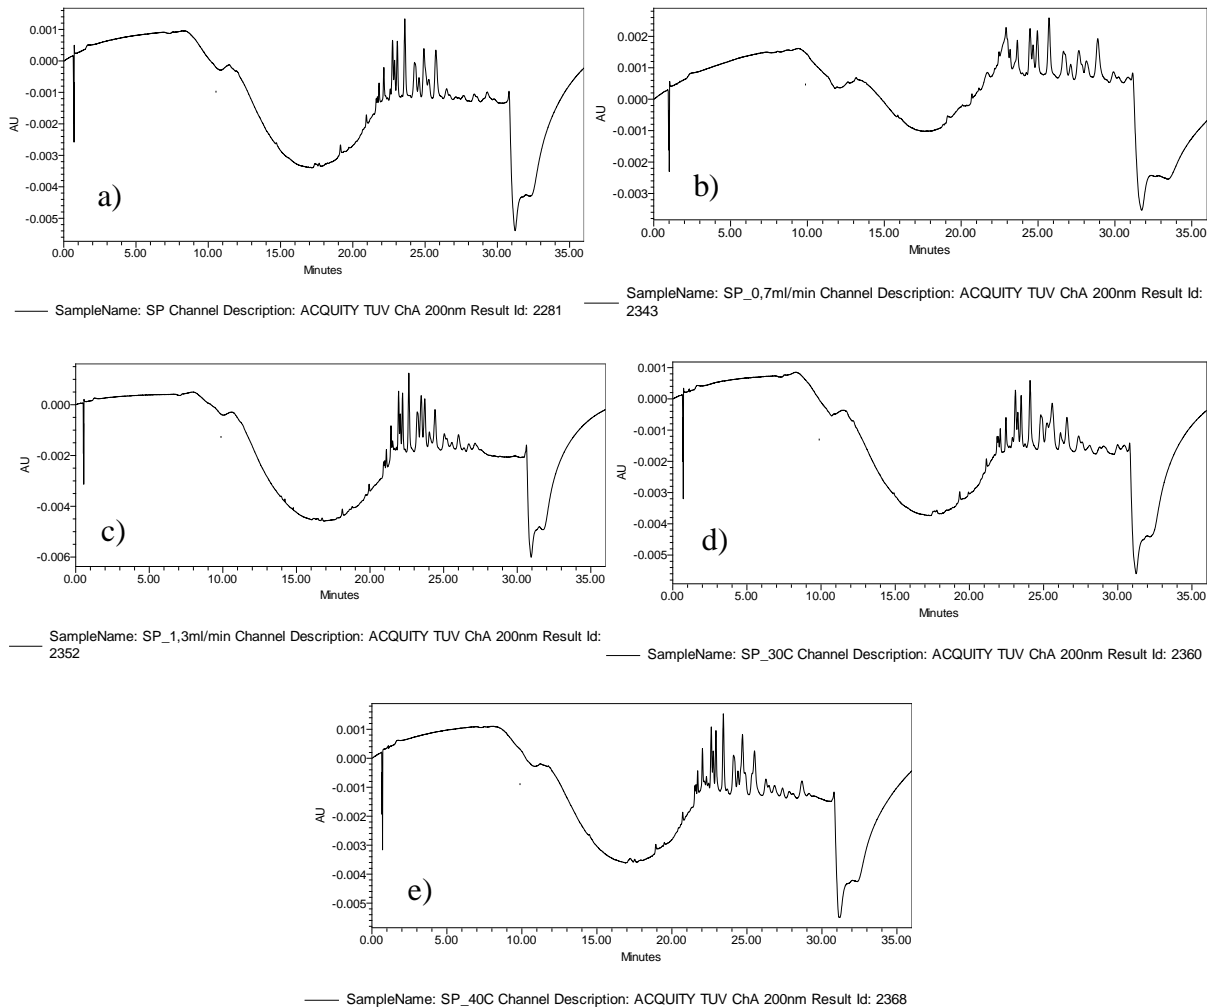 0.001
0.000
-0.001
-0.002
-0.003
-0.004
-0.005
AU
a)
0.00 5.00 10.00 15.00 20.00 25.00 30.00 35.00
Minutes
SampleName: SP Channel Description: ACQUITY TUV ChA 200nm Result Id: 2281
0.002
0.001
0.000
-0.001
-0.002
-0.003
AU
b)
0.00 5.00 10.00 15.00 20.00 25.00 30.00 35.00
Minutes
SampleName: SP_0,7ml/min Channel Description: ACQUITY TUV ChA 200nm Result Id:
2343
0.000
-0.002
-0.004
-0.006
AU
c)
0.00 5.00 10.00 15.00 20.00 25.00 30.00 35.00
Minutes
SampleName: SP_1,3ml/min Channel Description: ACQUITY TUV ChA 200nm Result Id:
2352
0.001
0.000
-0.001
-0.002
-0.003
-0.004
-0.005
AU
d)
0.00 5.00 10.00 15.00 20.00 25.00 30.00 35.00
Minutes
SampleName: SP_30C Channel Description: ACQUITY TUV ChA 200nm Result Id: 2360
0.001
0.000
-0.001
-0.002
-0.003
-0.004
-0.005
AU
e)
0.00 5.00 10.00 15.00 20.00 25.00 30.00 35.00
Minutes
SampleName: SP_40C Channel Description: ACQUITY TUV ChA 200nm Result Id: 2368